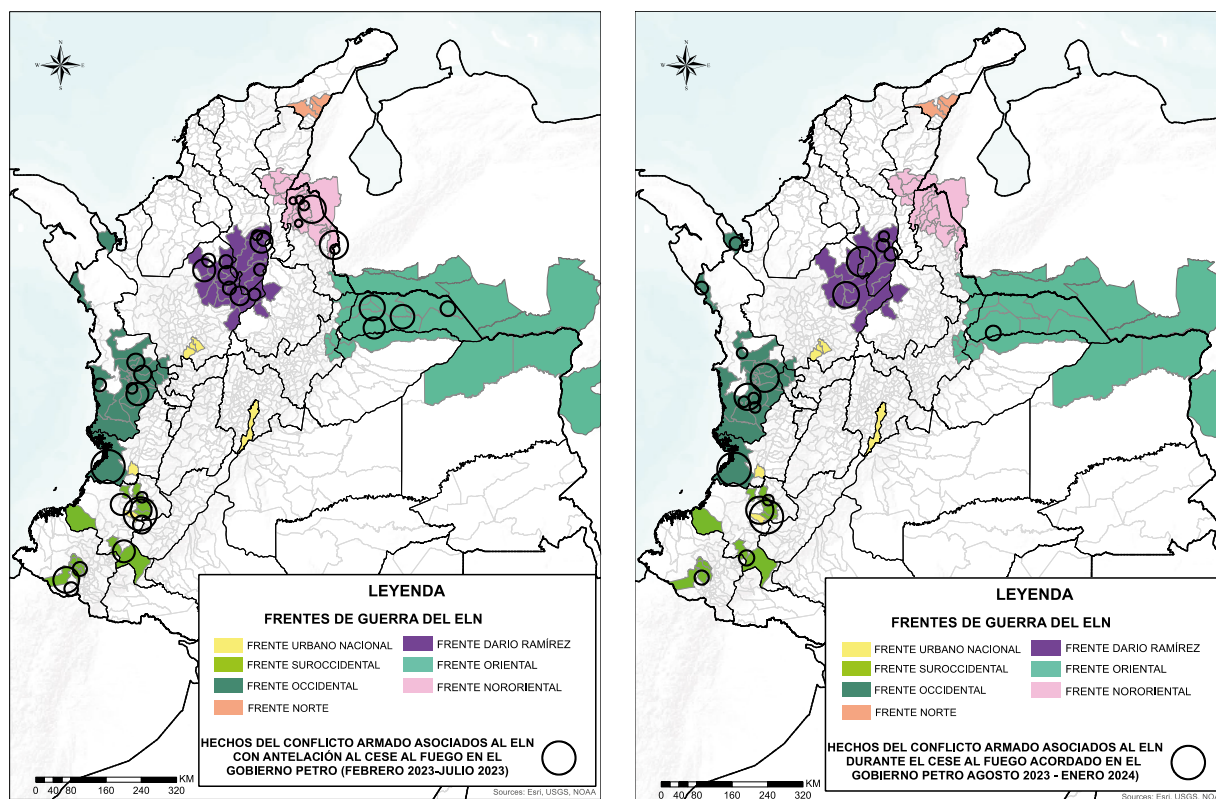 N
W E
S
LEYENDA
FRENTES DE GUERRA DEL ELN
FRENTE URBANO NACIONAL
FRENTE SUROCCIDENTAL
FRENTE OCCIDENTAL
FRENTE NORTE
FRENTE DARIO RAMÍREZ
FRENTE ORIENTAL
FRENTE NORORIENTAL
HECHOS DEL CONFLICTO ARMADO ASOCIADOS AL ELN
CON ANTELACIÓN AL CESE AL FUEGO EN EL
GOBIERNO PETRO (FEBRERO 2023-JULIO 2023)
KM
0 40 80 160 240 320
Sources: Esri, USGS, NOAA
N
W E
S
LEYENDA
FRENTES DE GUERRA DEL ELN
FRENTE URBANO NACIONAL
FRENTE SUROCCIDENTAL
FRENTE OCCIDENTAL
FRENTE NORTE
FRENTE DARIO RAMÍREZ
FRENTE ORIENTAL
FRENTE NORORIENTAL
HECHOS DEL CONFLICTO ARMADO ASOCIADOS AL ELN
DURANTE EL CESE AL FUEGO ACORDADO EN EL
GOBIERNO PETRO AGOSTO 2023 - ENERO 2024)
KM
0 40 80 160 240 320
Sources: Esri, USGS, NOA